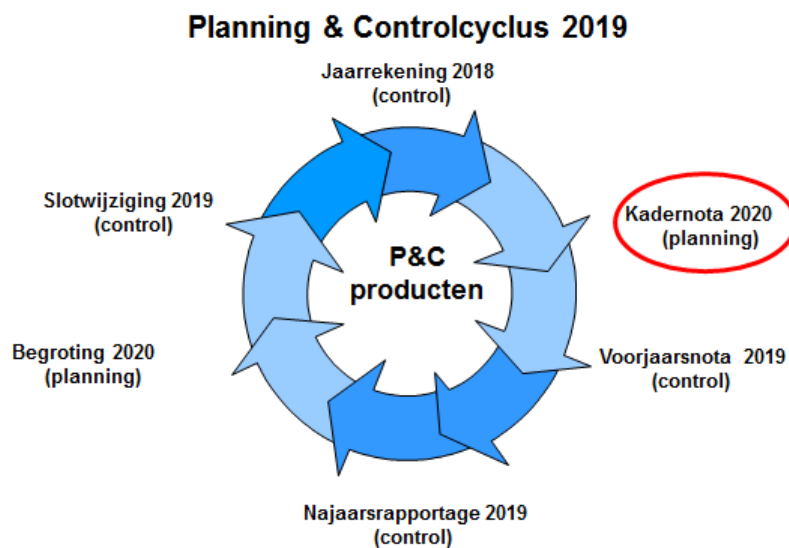 Planning & Controlcyclus 2019
Jaarrekening 2018
(control)
Kadernota 2020
(planning)
Voorjaarsnota 2019
(control)
Najaarsrapportage 2019
(control)
Begroting 2020
(planning)
Slotwijziging 2019
(control)
P&C
producten